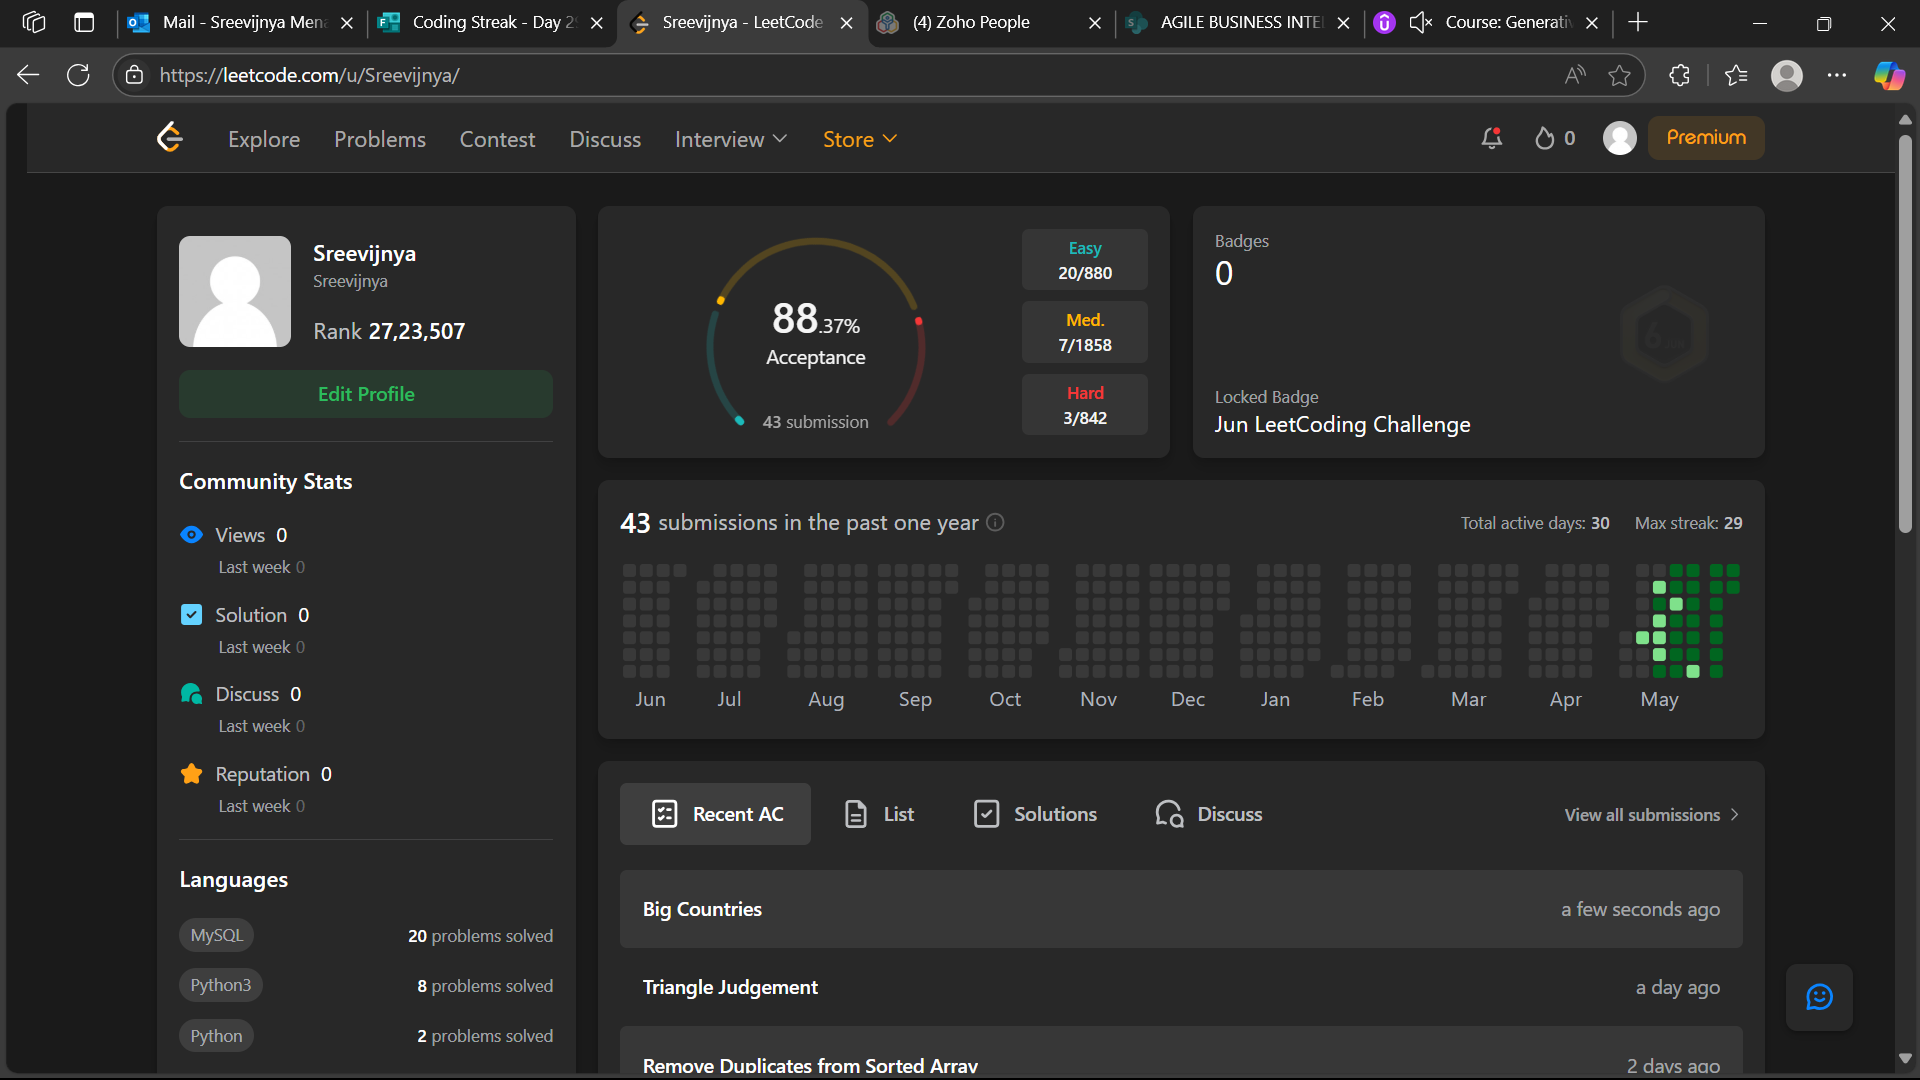 Mail - Sreevijnya Mena
Coding Streak - Day 2
Sreevijnya - LeetCode
(4) Zoho People
AGILE BUSINESS INTE
Course: Generativ
https://leetcode.com/u/Sreevijnya/
Explore
Problems
Contest
Discuss
Interview
Store
0
Premium
Sreevijnya
Sreevijnya
Rank 27,23,507
Edit Profile
Community Stats
Views 0
Last week 0
Solution 0
Last week 0
Discuss 0
Last week 0
Reputation 0
Last week 0
Languages
MySQL
20 problems solved
Python3
8 problems solved
Python
2 problems solved
88.37%
Acceptance
43 submission
Easy
20/880
Med.
7/1858
Hard
3/842
Badges
0
Locked Badge
Jun LeetCoding Challenge
43 submissions in the past one year
Total active days: 30
Max streak: 29
Jun Jul Aug Sep Oct Nov Dec Jan Feb Mar Apr May
Recent AC
List
Solutions
Discuss
View all submissions
Big Countries
a few seconds ago
Triangle Judgement
a day ago
Remove Duplicates from Sorted Array
2 days ago